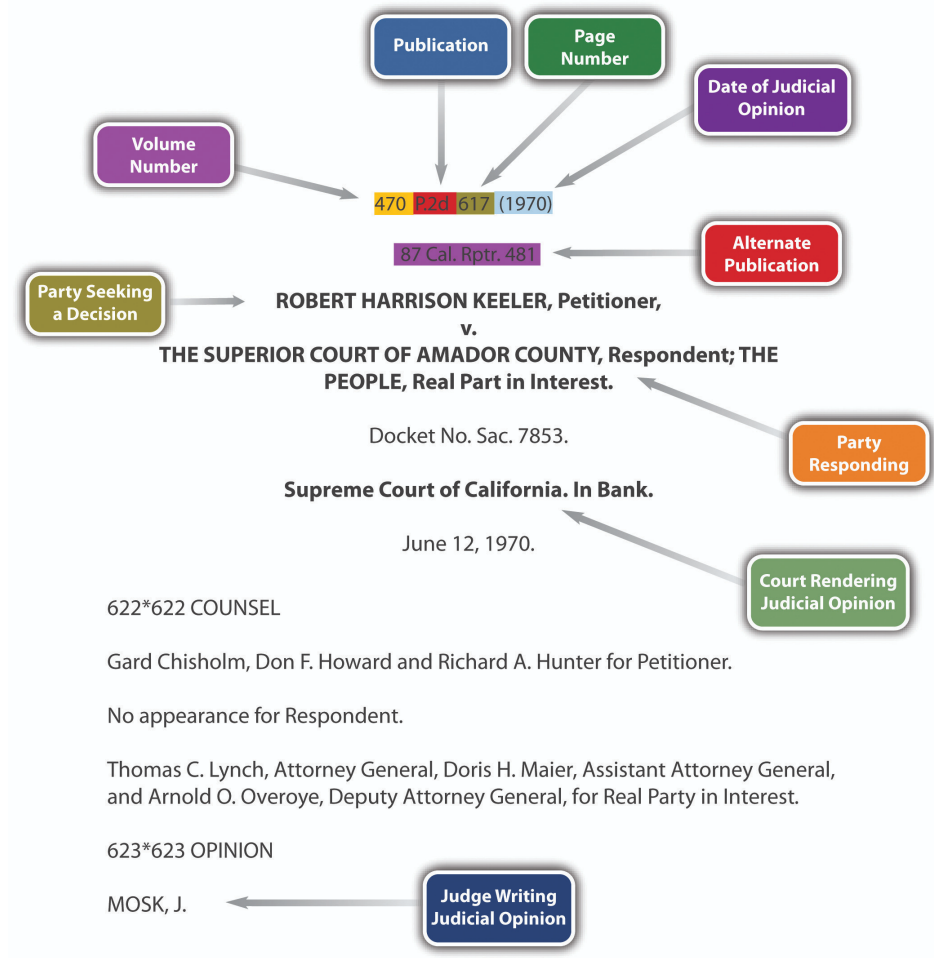 Publication
Page
Number
Date of Judicial
Opinion
Volume
Number
470 P.2d 617 (1970)
87 Cal. Rptr. 481
Alternate
Publication
Party Seeking
a Decision
ROBERT HARRISON KEELER, Petitioner,
v.
THE SUPERIOR COURT OF AMADOR COUNTY, Respondent; THE
PEOPLE, Real Part in Interest.
Docket No. Sac. 7853.
Party
Responding
Supreme Court of California. In Bank.
June 12, 1970.
Court Rendering
Judicial Opinion
622*622 COUNSEL
Gard Chisholm, Don F. Howard and Richard A. Hunter for Petitioner.
No appearance for Respondent.
Thomas C. Lynch, Attorney General, Doris H. Maier, Assistant Attorney General,
and Arnold O. Overoye, Deputy Attorney General, for Real Party in Interest.
623*623 OPINION
MOSK, J.
Judge Writing
Judicial Opinion